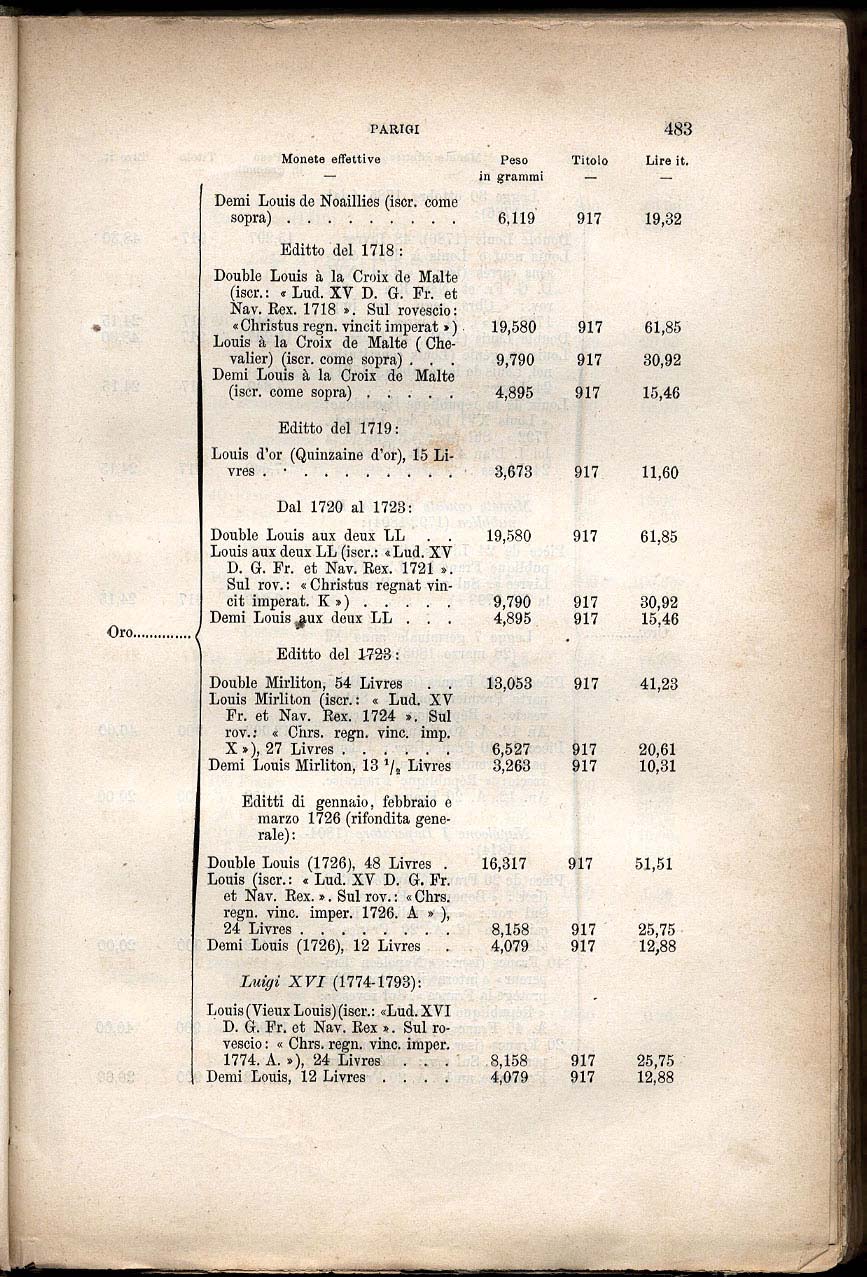 PARIGI 483
Monete effettive Peso Titolo Lire it.
— in grammi — —
Demi Louis de Noaillies (iscr. come
sopra) . . . . . . . . . 6,119 917 19,32
Editto del 1718:
Double Louis à la Croix de Malte
(iscr.: « Lud. XV D. G. Fr. et
Nav. Rex. 1718 ». Sul rovescio:
«Christus regn. vincit imperat ») . 19,580 917 61,85
Louis à la Croix de Malte (Che-
valier) (iscr. come sopra) . . . 9,790 917 30,92
Demi Louis à la Croix de Malte
(iscr. come sopra) . . . . . 4,895 917 15,46
Editto del 1719:
Louis d'or (Quinzaine d'or), 15 Li-
vres . . . . . . . . . . 3,673 917 11,60
Dal 1720 al 1723:
Double Louis aux deux LL . . 19,580 917 61,85
Louis aux deux LL (iscr.: «Lud. XV
D. G. Fr. et Nav. Rex. 1721 ».
Sul rov.: « Christus regnat vin-
cit imperat. K ») . . . . . 9,790 917 30,92
Demi Louis aux deux LL . . . 4,895 917 15,46
Oro..............
Editto del 1723:
Double Mirliton, 54 Livres . . 13,053 917 41,23
Louis Mirliton (iscr.: « Lud. XV
Fr. et Nav. Rex. 1724 ». Sul
rov.: « Chrs. regn. vinc. imp.
X »), 27 Livres . . . . . . 6,527 917 20,61
Demi Louis Mirliton, 13 1/2 Livres 3,263 917 10,31
Editti di gennaio, febbraio e
marzo 1726 (rifondita gene-
rale):
Double Louis (1726), 48 Livres . 16,317 917 51,51
Louis (iscr.: « Lud. XV D. G. Fr.
et Nav. Rex. ». Sul rov.: «Chrs.
regn. vinc. imper. 1726. A » ),
24 Livres . . . . . . . . 8,158 917 25,75
Demi Louis (1726), 12 Livres . 4,079 917 12,88
Luigi XVI (1774-1793):
Louis (Vieux Louis) (iscr.: «Lud. XVI
D. G. Fr. et Nav. Rex ». Sul ro-
vescio: « Chrs. regn. vinc. imper.
1774. A. »), 24 Livres . . . 8,158 917 25,75
Demi Louis, 12 Livres . . . . 4,079 917 12,88